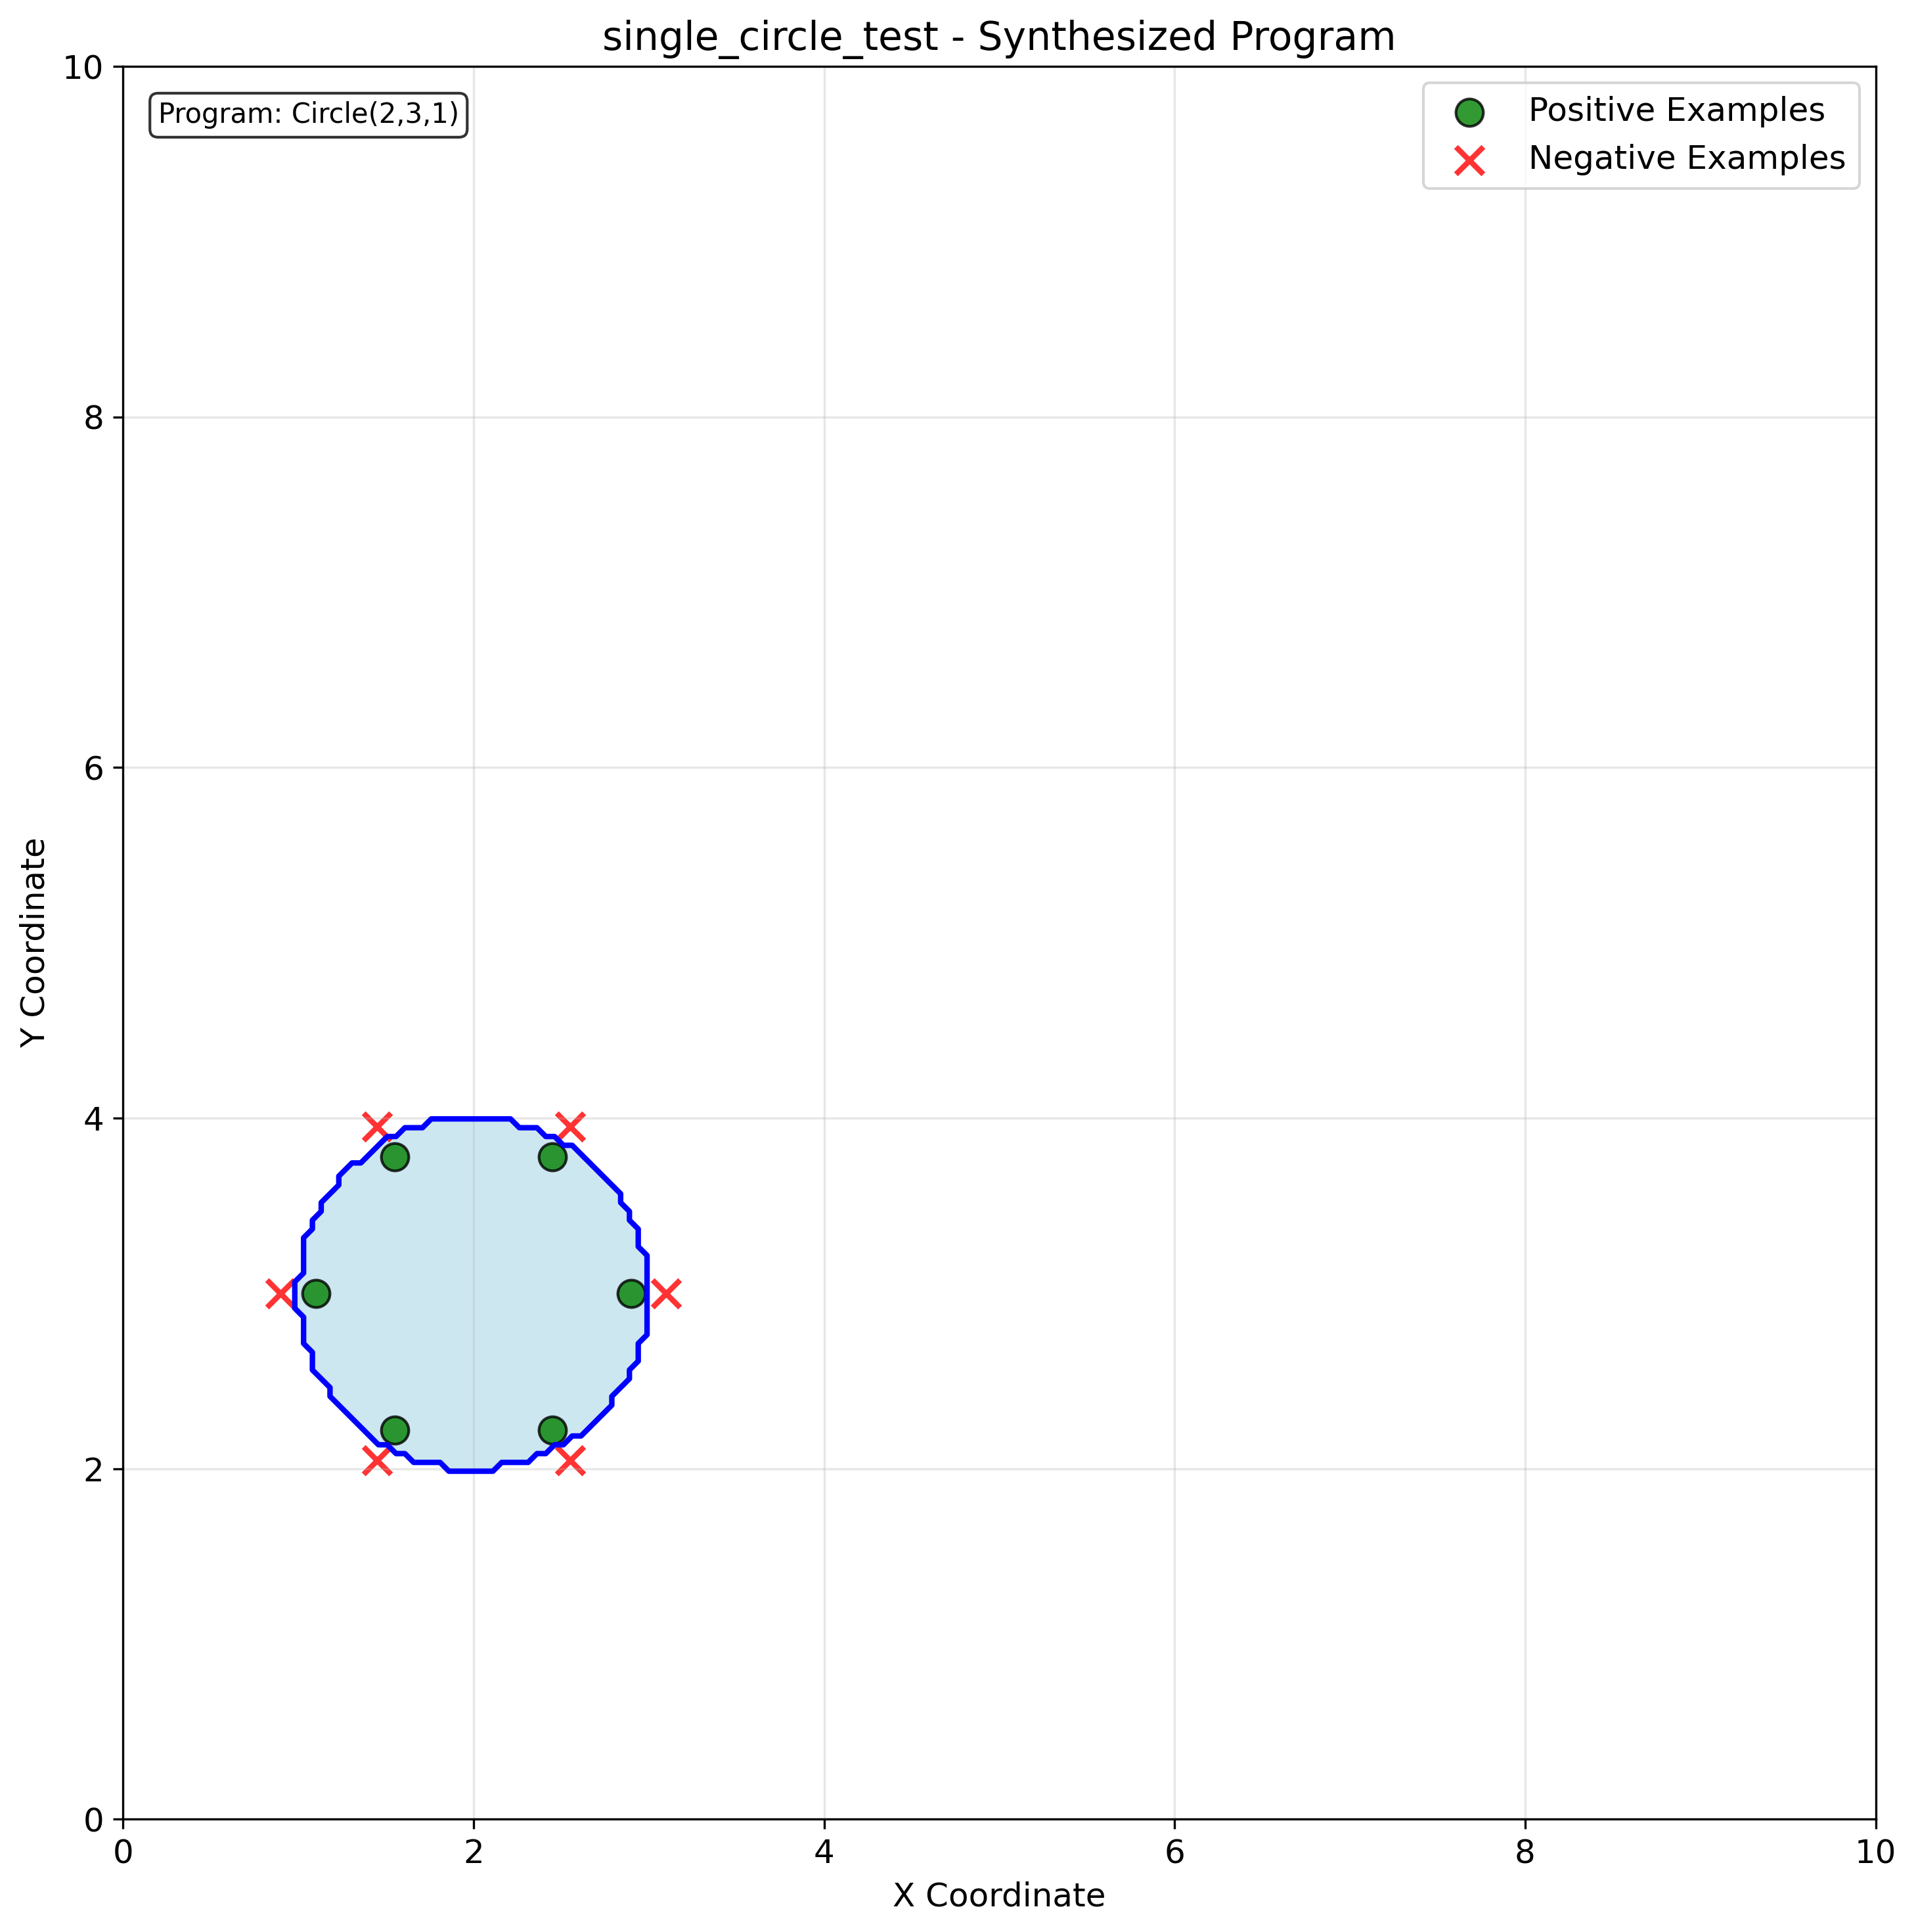 single_circle_test - Synthesized Program
Program: Circle(2,3,1)
Positive Examples
Negative Examples
10
8
6
4
2
0
Y Coordinate
0 2 4 6 8 10
X Coordinate